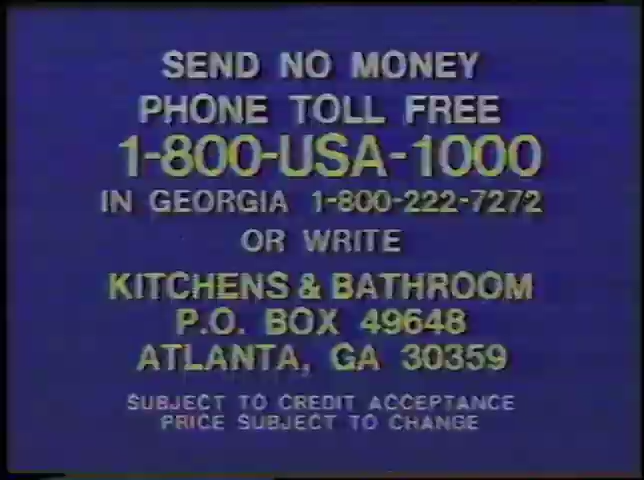 SEND NO MONEY
PHONE TOLL FREE
1-800-USA-1000
IN GEORGIA 1-800-222-7272
OR WRITE
KITCHENS & BATHROOM
P.O. BOX 49648
ATLANTA, GA 30359
SUBJECT TO CREDIT ACCEPTANCE
PRICE SUBJECT TO CHANGE